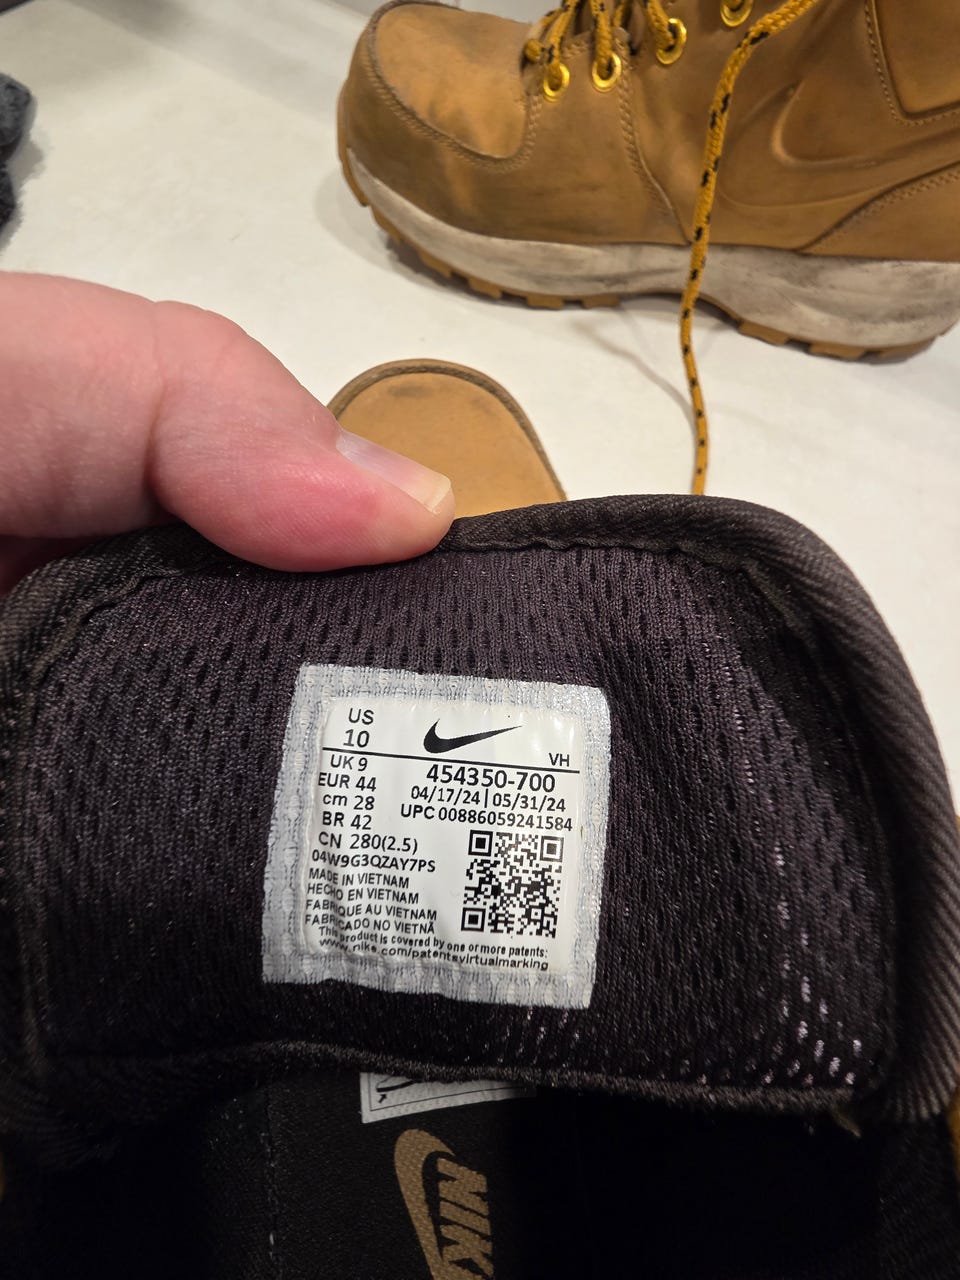 US
10
UK 9
EUR 44
cm 28
BR 42
CN 280(2.5)
04W9G3QZAY7PS
VH
454350-700
04/17/24|05/31/24
UPC 00886059241584
MADE IN VIETNAM
HECHO EN VIETNAM
FABRIQUE AU VIETNAM
FABRICADO NO VIETNÃ
This product is covered by one or more patents:
www.nike.com/patentsvirtualmarking
NIK